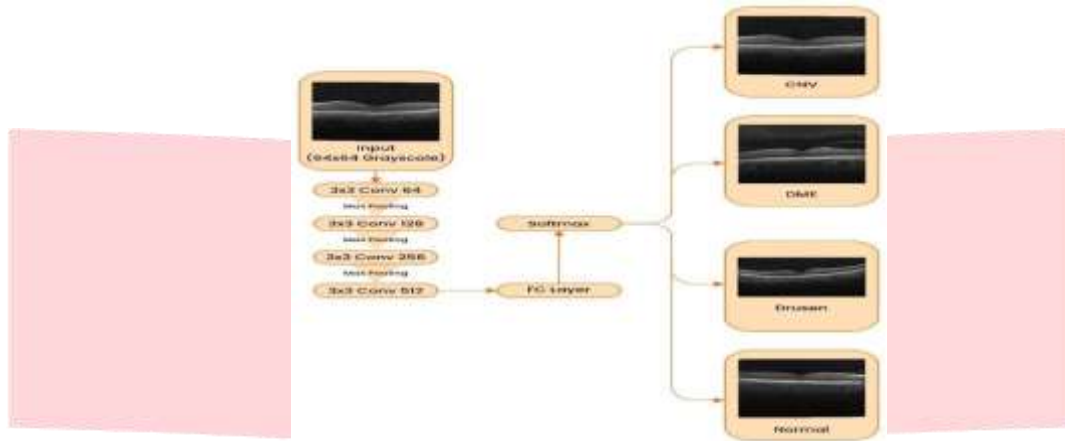 Input
(64x64 Grayscale)
3x3 Conv 64
Max Pooling
3x3 Conv 128
Max Pooling
3x3 Conv 256
Max Pooling
3x3 Conv 512
FC Layer
Softmax
CNV
DME
Drusen
Normal